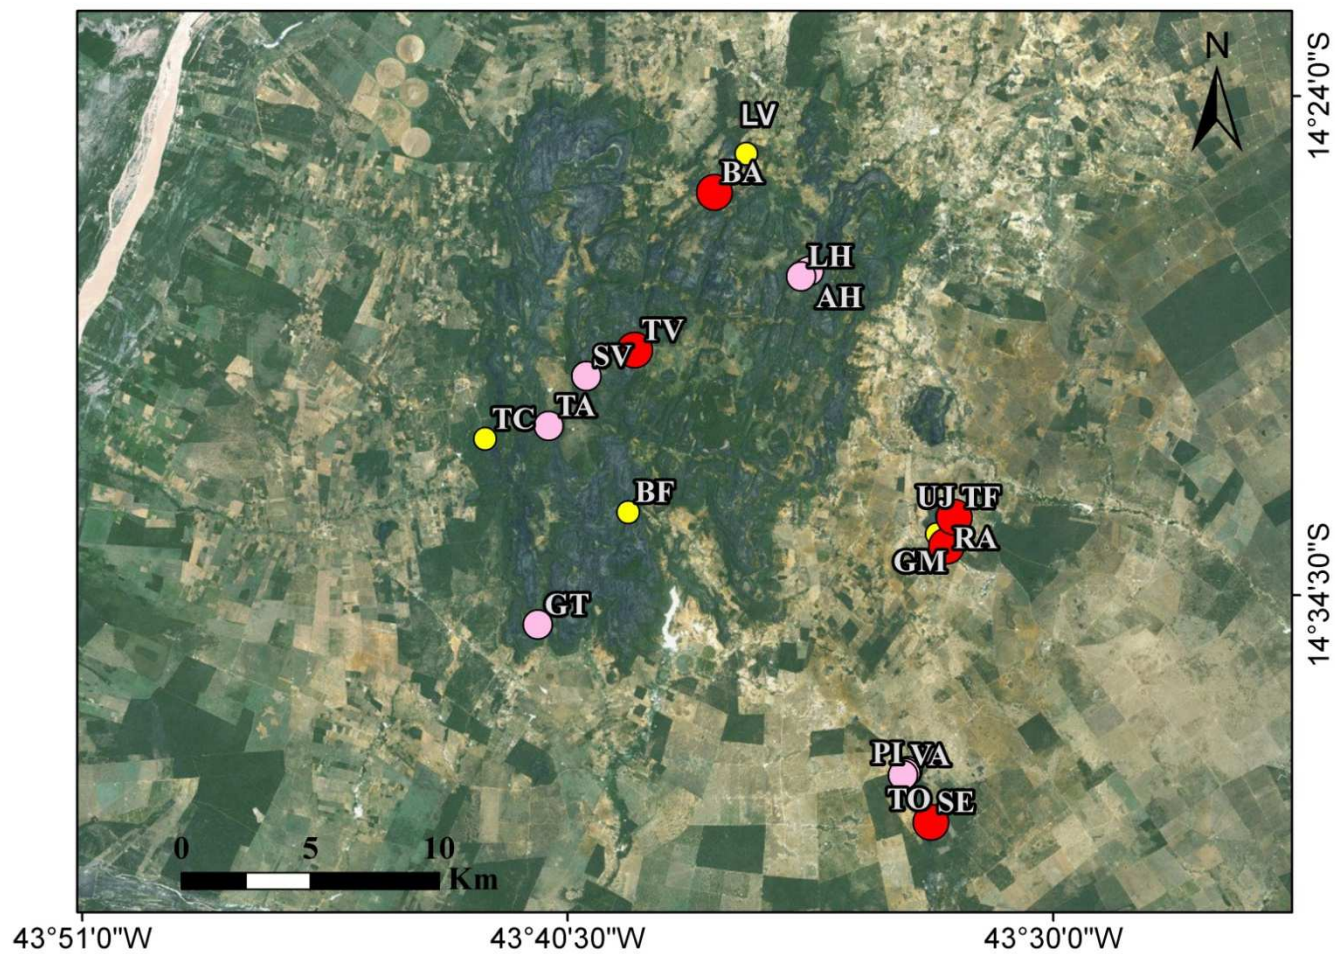 N
14°24'0"S
LV
BA
LH
AH
TV
SV
TA
TC
BF
UJ TF
RA
GM
14°34'30"S
GT
PI VA
TO SE
0 5 10
Km
43°51'0"W 43°40'30"W 43°30'0"W